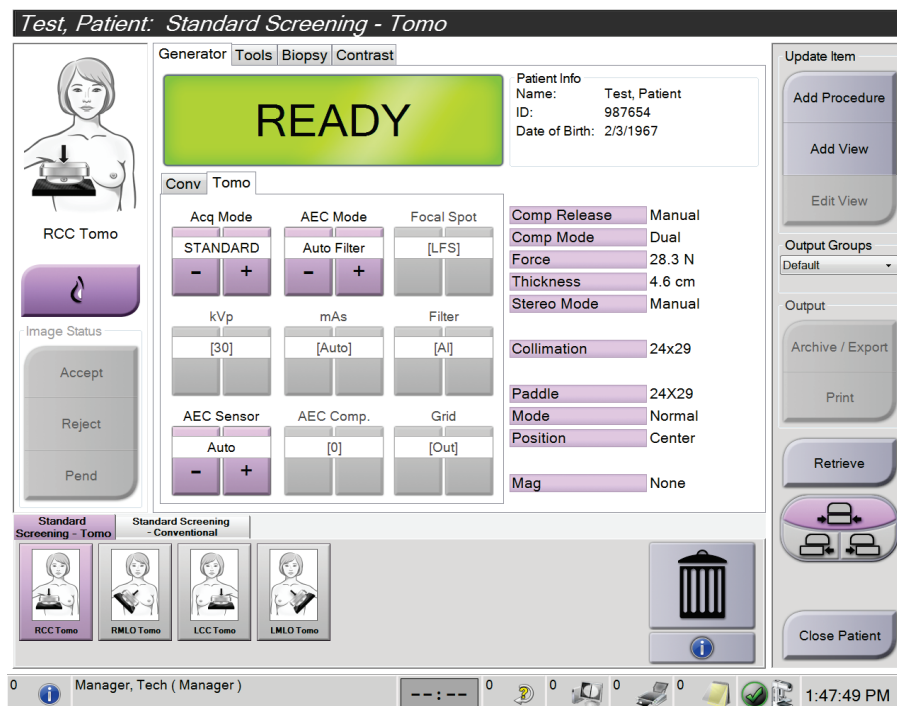 Test, Patient: Standard Screening - Tomo
Generator Tools Biopsy Contrast
READY
Patient Info
Name: Test, Patient
ID: 987654
Date of Birth: 2/3/1967
RCC Tomo
Image Status
Accept
Reject
Pend
Conv Tomo
Acq Mode AEC Mode Focal Spot
STANDARD Auto Filter [LFS]
- + - +
kVp mAs Filter
[30] [Auto] [Al]
AEC Sensor AEC Comp. Grid
Auto [0] [Out]
- +
Comp Release Manual
Comp Mode Dual
Force 28.3 N
Thickness 4.6 cm
Stereo Mode Manual
Collimation 24x29
Paddle 24X29
Mode Normal
Position Center
Mag None
Update Item
Add Procedure
Add View
Edit View
Output Groups
Default
Output
Archive / Export
Print
Retrieve
Close Patient
Standard
Screening - Tomo
Standard Screening
- Conventional
RCC Tomo RMLO Tomo LCC Tomo LMLO Tomo
0 Manager, Tech ( Manager ) --:-- 0 0 0 0 1:47:49 PM